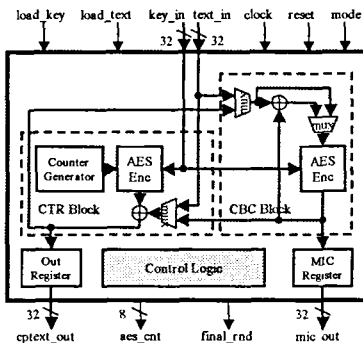 load_key load_text key_in text_in clock reset mode
32 32
mux
mux
Counter Generator
AES Enc
AES Enc
mux
CTR Block
CBC Block
Out Register
Control Logic
MIC Register
32 8 32
cptext_out aes_cnt final_rnd mic_out